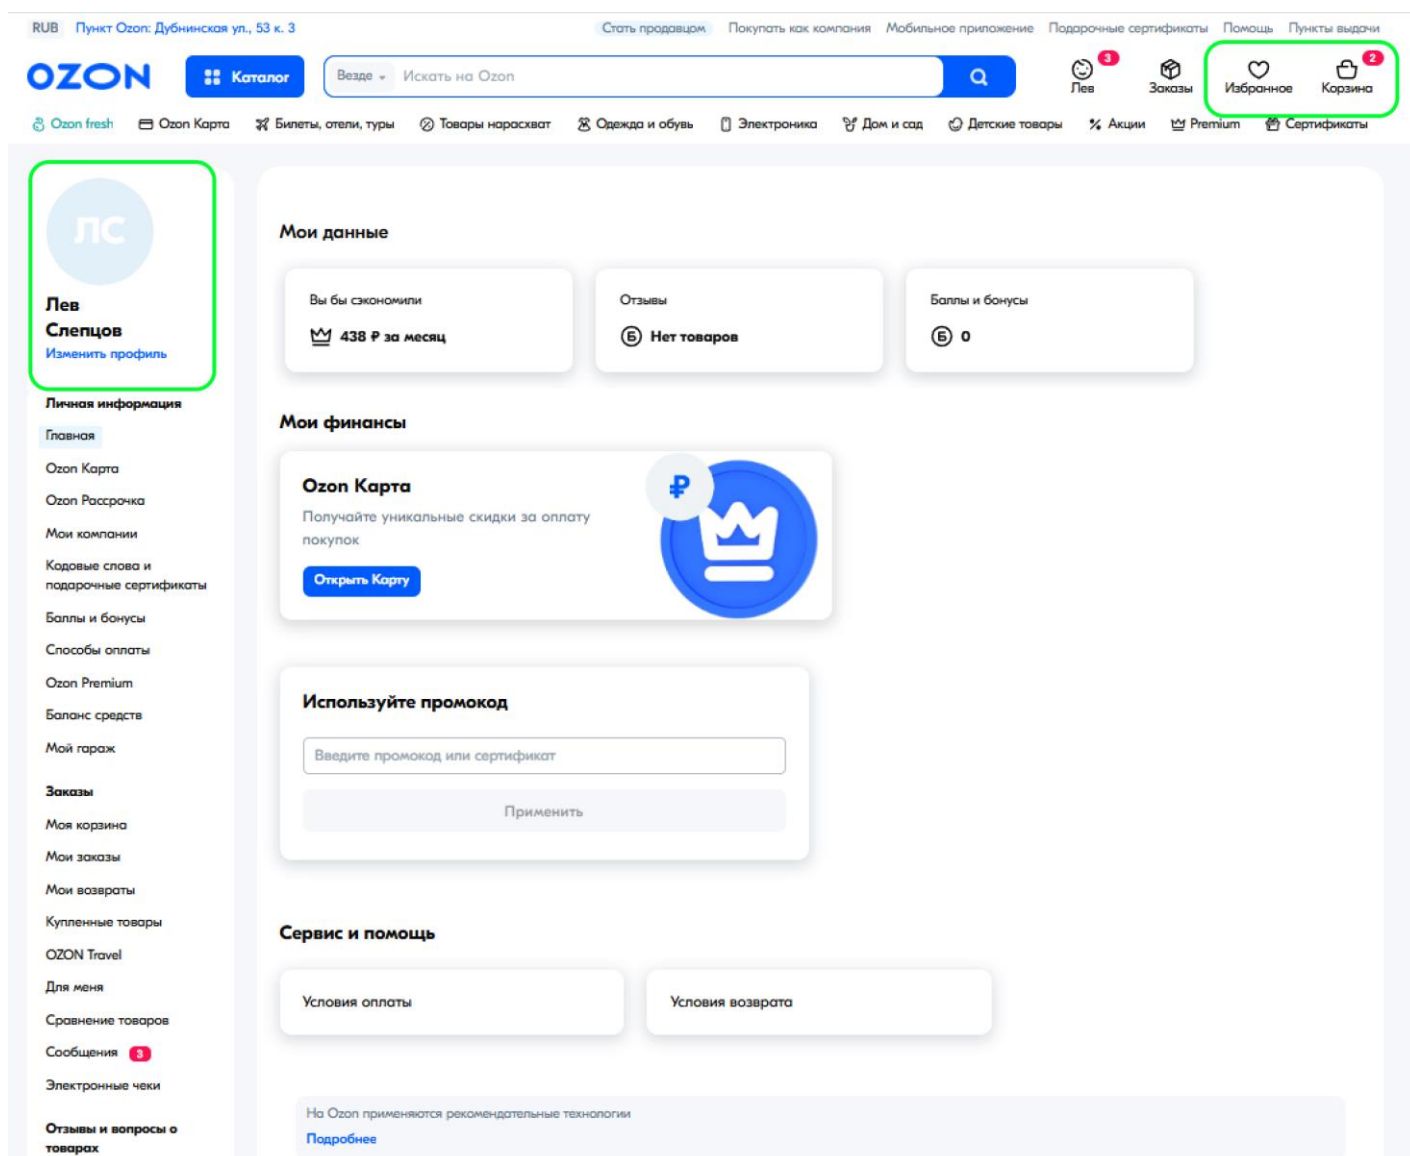 RUB Пункт Ozon: Дубнинская ул., 53 к. 3 Стать продавцом Покупать как компания Мобильное приложение Подарочные сертификаты Помощь Пункты выдачи
OZON Каталог Везде Искать на Ozon 3 2
Лев Заказы Избранное Корзина
Ozon fresh Ozon Карта Билеты, отели, туры Товары нарасхват Одежда и обувь Электроника Дом и сад Детские товары % Акции Premium Сертификаты
ЛС
Лев
Слепцов
Изменить профиль
Личная информация
Главная
Ozon Карта
Ozon Рассрочка
Мои компании
Кодовые слова и
подарочные сертификаты
Баллы и бонусы
Способы оплаты
Ozon Premium
Баланс средств
Мой гараж
Заказы
Моя корзина
Мои заказы
Мои возвраты
Купленные товары
OZON Travel
Для меня
Сравнение товаров
Сообщения 3
Электронные чеки
Отзывы и вопросы о
товарах
Мои данные
Вы бы сэкономили
438 ₽ за месяц
Отзывы
Б Нет товаров
Баллы и бонусы
Б 0
Мои финансы
Ozon Карта
Получайте уникальные скидки за оплату
покупок
Открыть Карту
₽
Используйте промокод
Введите промокод или сертификат
Применить
Сервис и помощь
Условия оплаты
Условия возврата
На Ozon применяются рекомендательные технологии
Подробнее